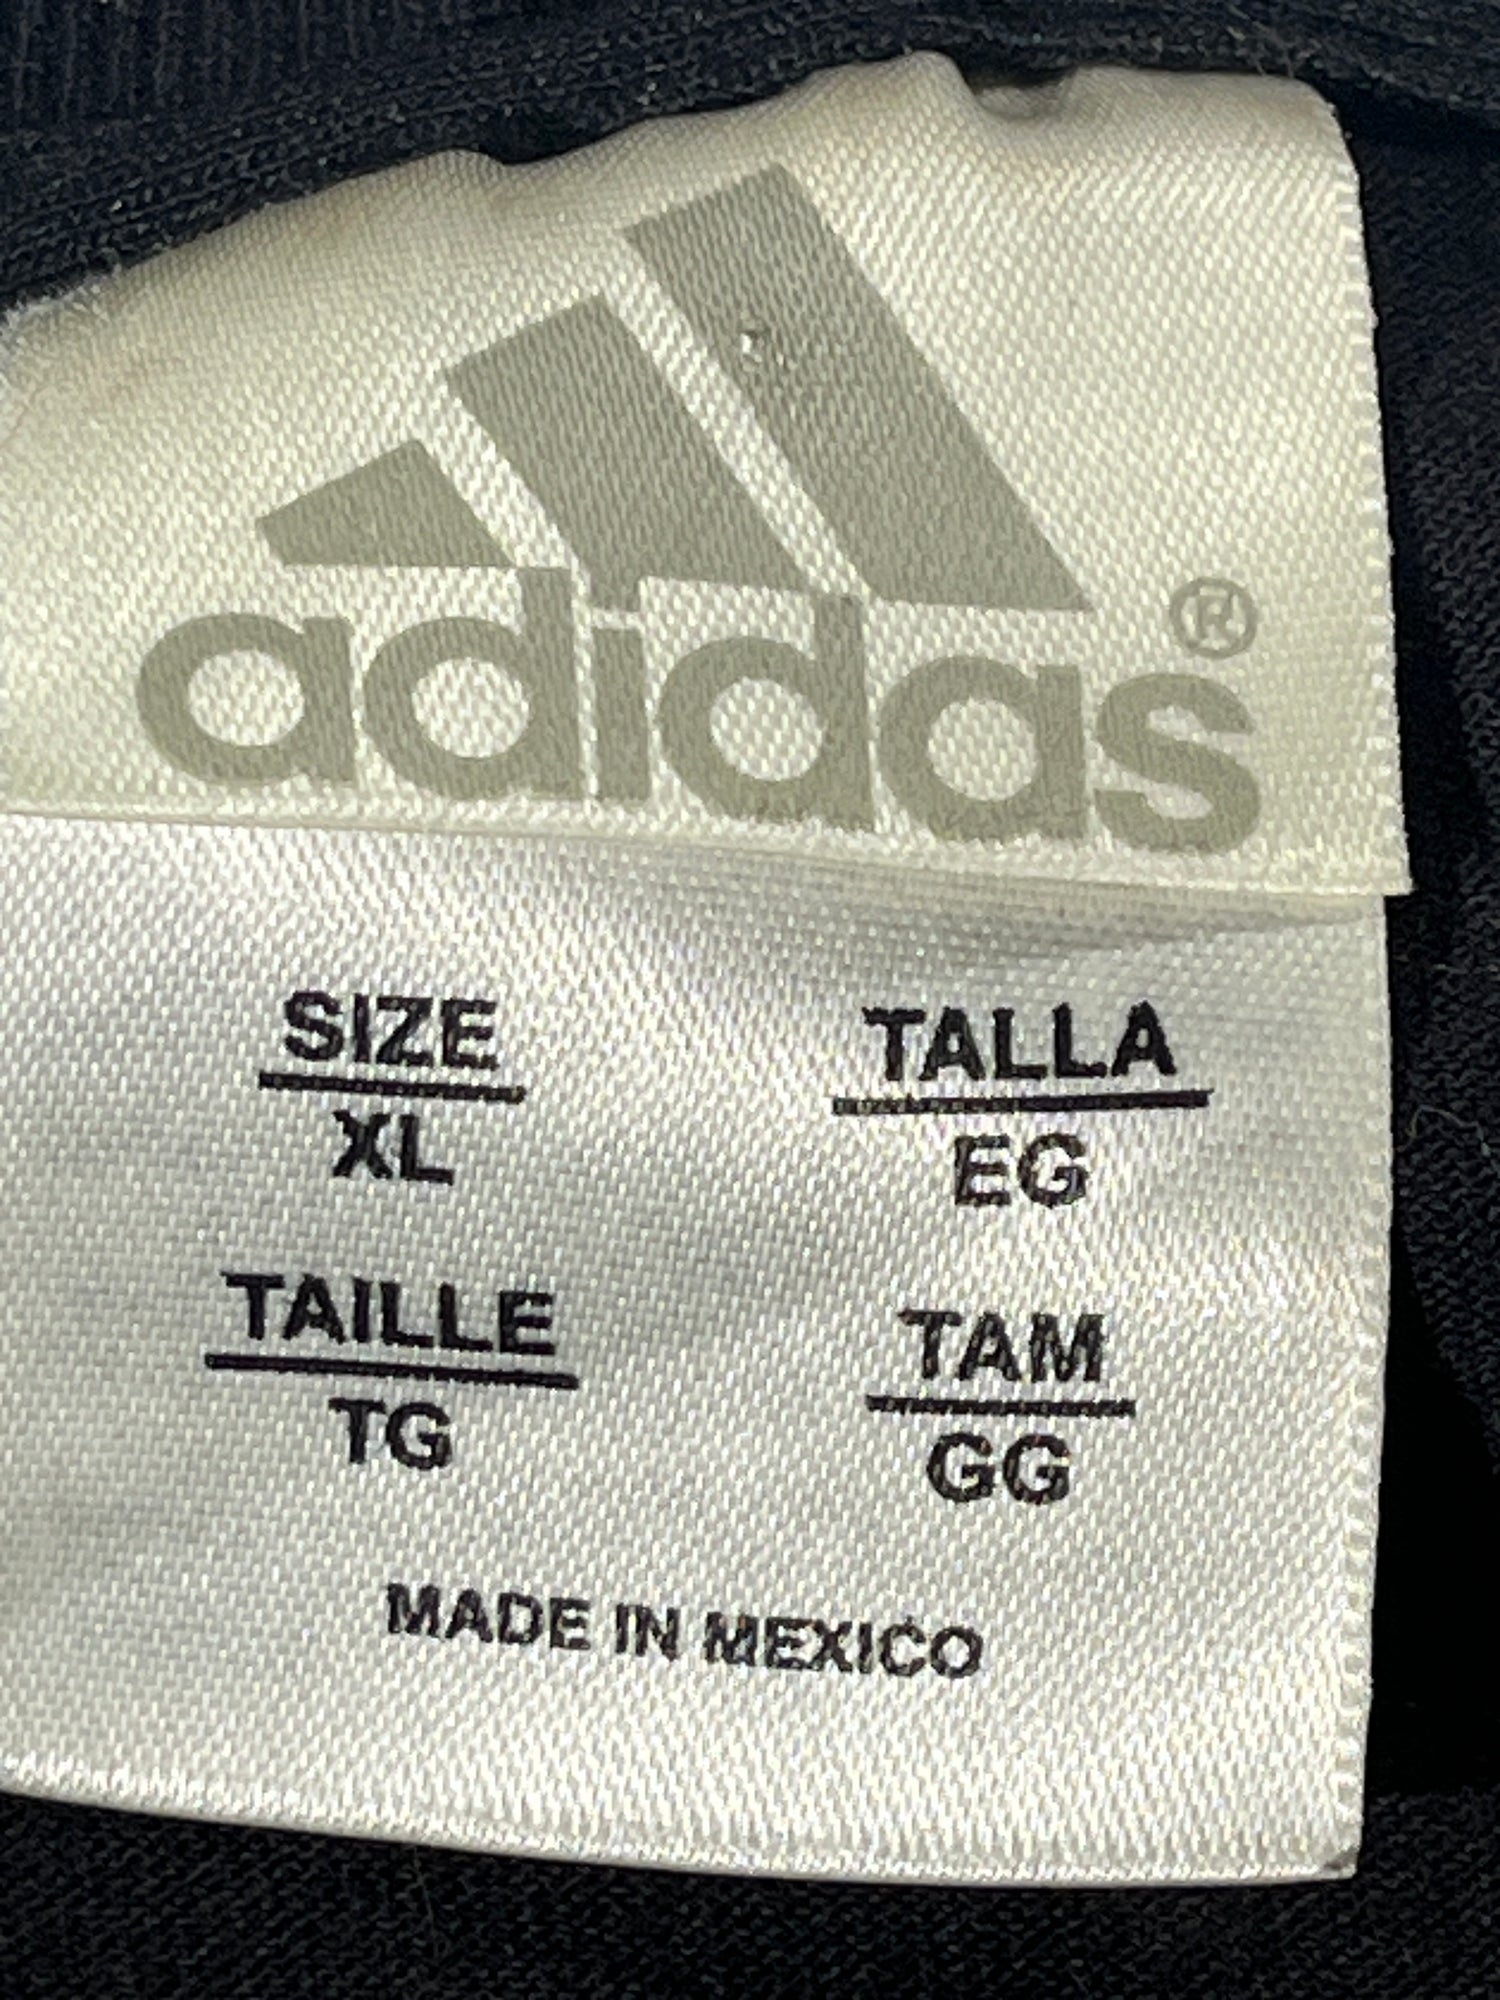 adidas®
SIZE TALLA
XL EG
TAILLE TAM
TG GG
MADE IN MEXICO